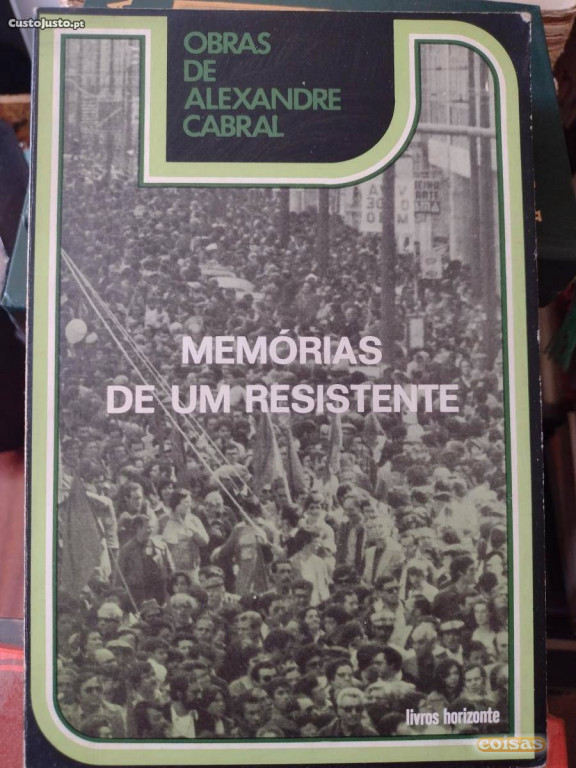 CustoJusto.pt
OBRAS
DE
ALEXANDRE
CABRAL
MEMÓRIAS
DE UM RESISTENTE
livros horizonte
coisas